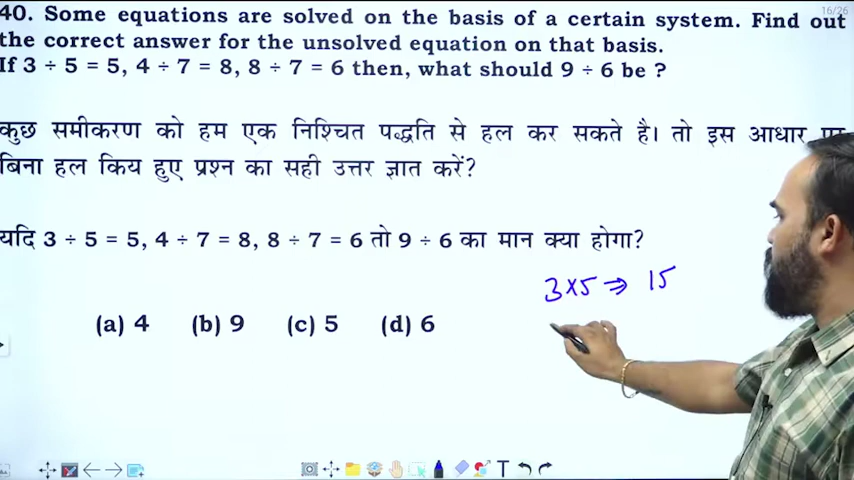 16/26
40. Some equations are solved on the basis of a certain system. Find out
the correct answer for the unsolved equation on that basis.
If 3 ÷ 5 = 5, 4 ÷ 7 = 8, 8 ÷ 7 = 6 then, what should 9 ÷ 6 be ?
कुछ समीकरण को हम एक निश्चित पद्धति से हल कर सकते है। तो इस आधार पर
बिना हल किय हुए प्रश्न का सही उत्तर ज्ञात करें?
यदि 3 ÷ 5 = 5, 4 ÷ 7 = 8, 8 ÷ 7 = 6 तो 9 ÷ 6 का मान क्या होगा?
3×5 ⇒ 15
(a) 4 (b) 9 (c) 5 (d) 6